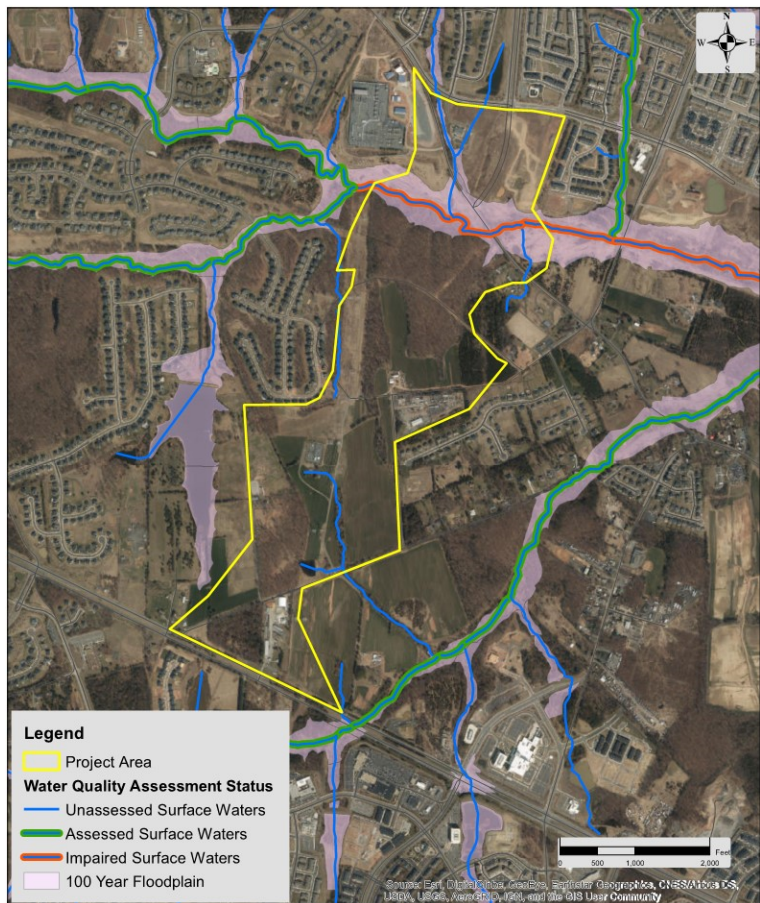 N
W E
S
Legend
Project Area
Water Quality Assessment Status
Unassessed Surface Waters
Assessed Surface Waters
Impaired Surface Waters
100 Year Floodplain
Feet
0 500 1,000 2,000
Source: Esri, DigitalGlobe, GeoEye, Earthstar Geographics, CNES/Airbus DS,
USDA, USGS, AeroGRID, IGN, and the GIS User Community